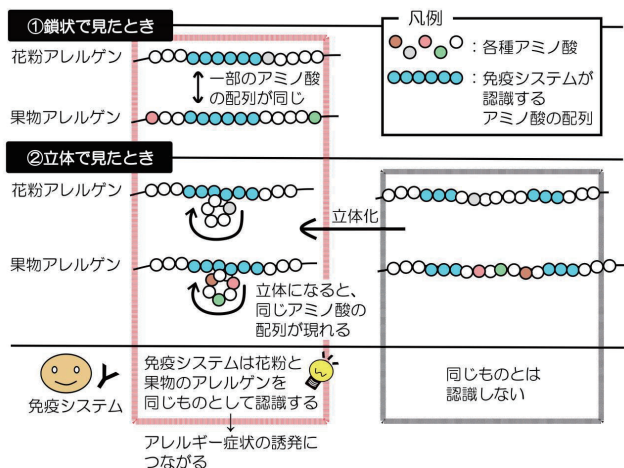 ①鎖状で見たとき
花粉アレルゲン
一部のアミノ酸
の配列が同じ
果物アレルゲン
凡例
：各種アミノ酸
：免疫システムが
認識する
アミノ酸の配列
②立体で見たとき
花粉アレルゲン
立体化
果物アレルゲン
立体になると、
同じアミノ酸の
配列が現れる
免疫システム
免疫システムは花粉と
果物のアレルゲンを
同じものとして認識する
同じものとは
認識しない
アレルギー症状の誘発に
つながる